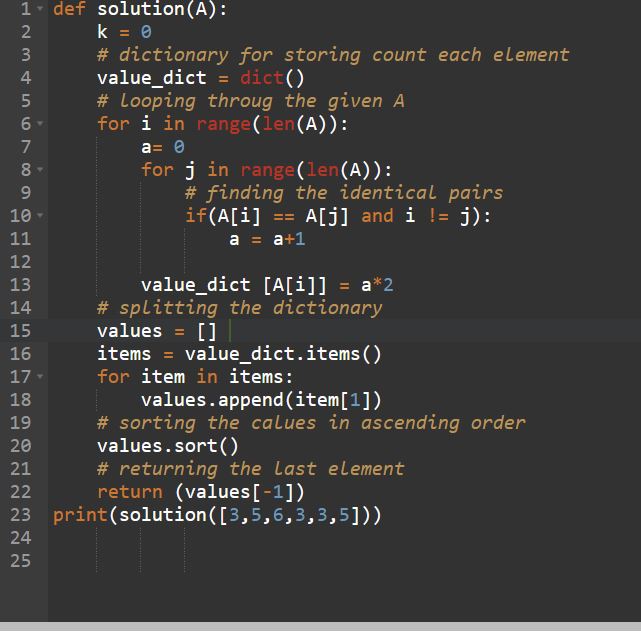 1 def solution(A):
2     k = 0
3     # dictionary for storing count each element
4     value_dict = dict()
5     # looping throug the given A
6     for i in range(len(A)):
7         a= 0
8         for j in range(len(A)):
9             # finding the identical pairs
10             if(A[i] == A[j] and i != j):
11                 a = a+1
12
13         value_dict [A[i]] = a*2
14     # splitting the dictionary
15     values = []
16     items = value_dict.items()
17     for item in items:
18         values.append(item[1])
19     # sorting the calues in ascending order
20     values.sort()
21     # returning the last element
22     return (values[-1])
23 print(solution([3,5,6,3,3,5]))
24
25